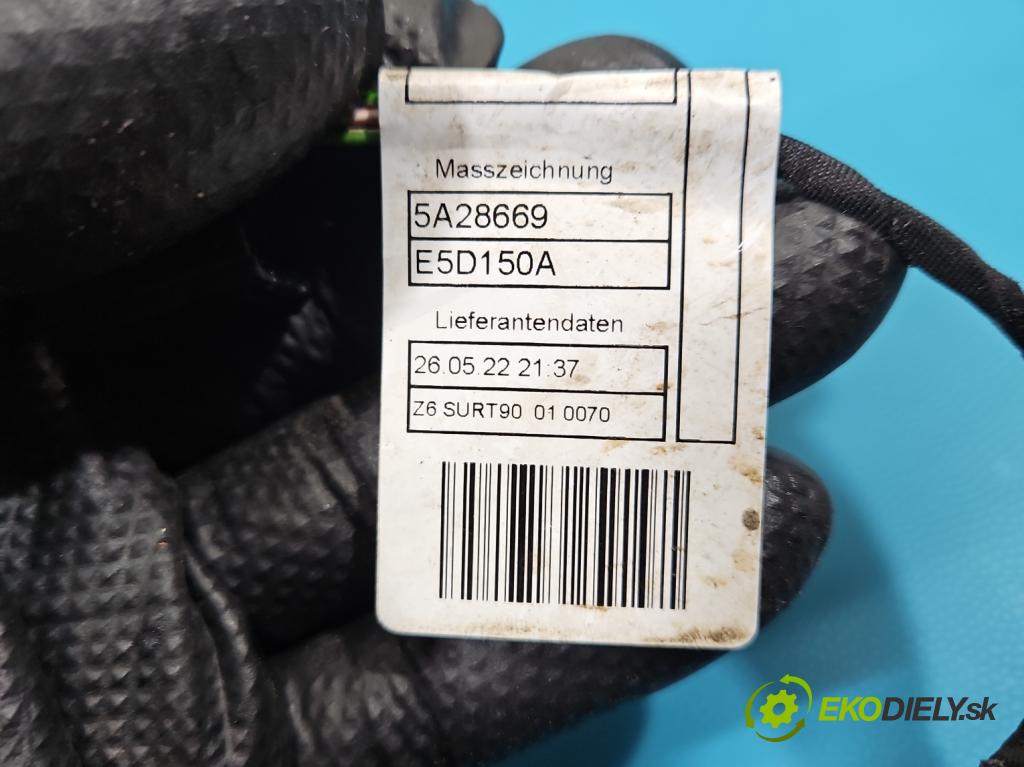 Masszeichnung
5A28669
E5D150A
Lieferantendaten
26.05.22 21:37
Z6 SURT90 01 0070
EKODIELY.sk